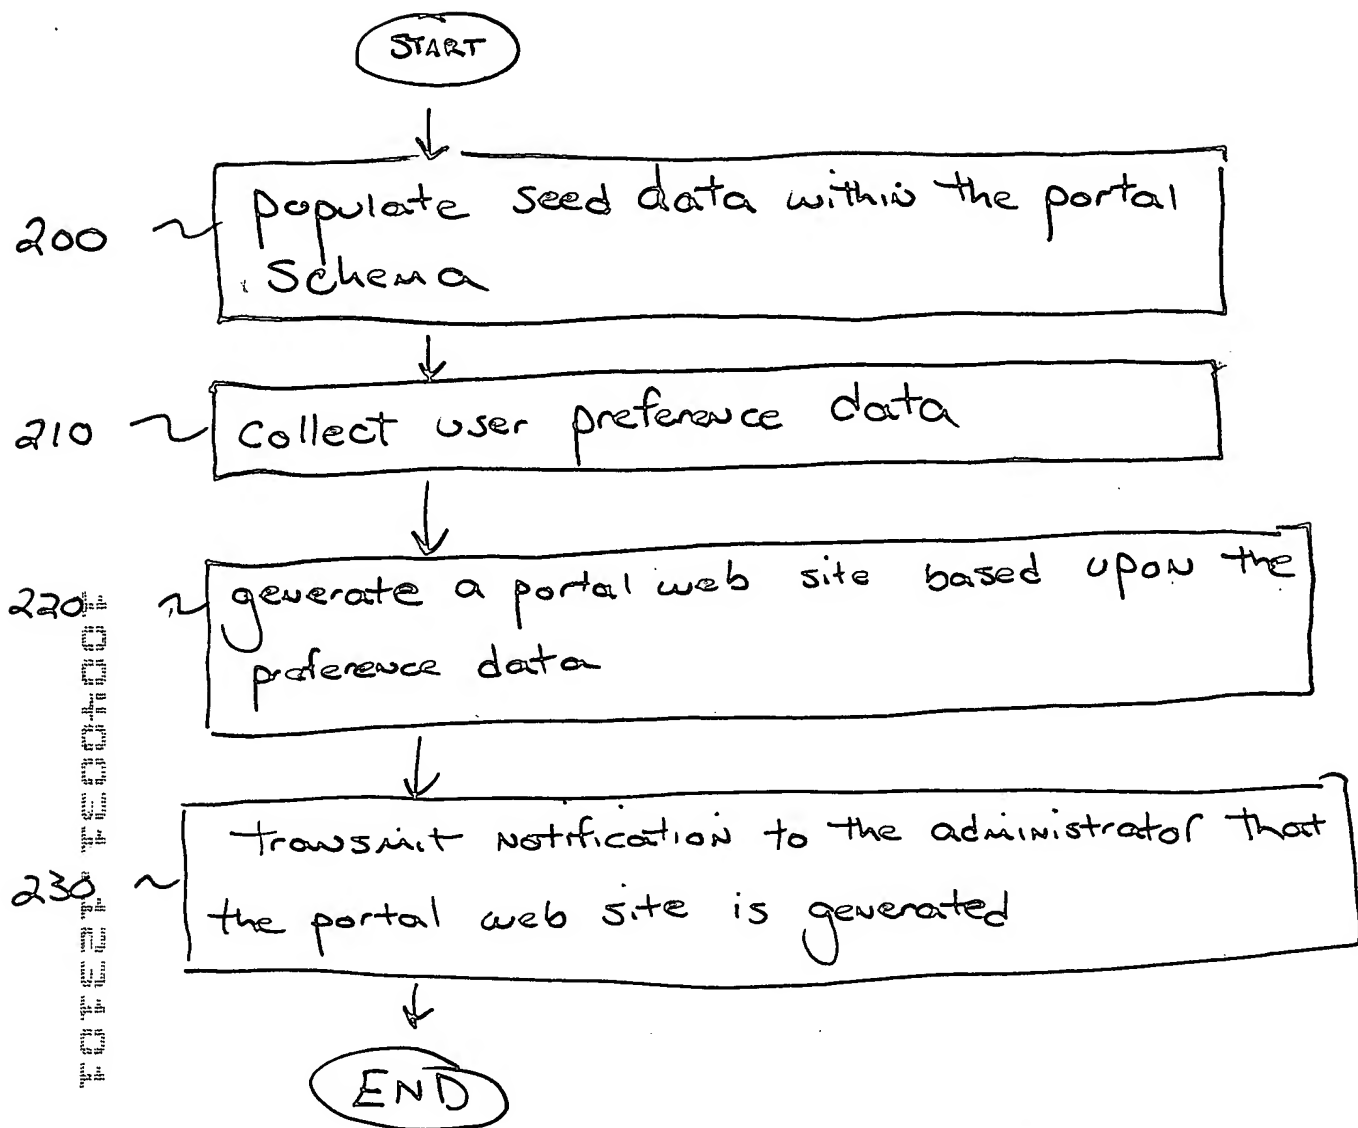 START
200
populate seed data within the portal
schema
210
collect user preference data
220
generate a portal web site based upon the
preference data
230
transmit notification to the administrator that
the portal web site is generated
END
10040031.123101